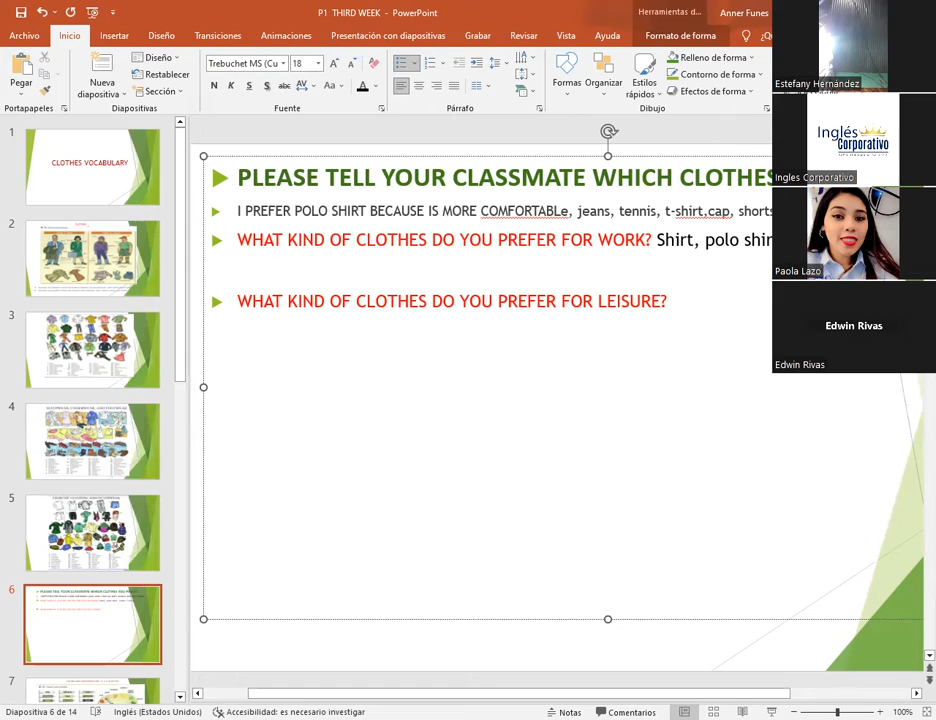 P1 THIRD WEEK - PowerPoint
Herramientas d...
Anner Funes
Archivo
Inicio
Insertar
Diseño
Transiciones
Animaciones
Presentación con diapositivas
Grabar
Revisar
Vista
Ayuda
Formato de forma
Pegar
Nueva
diapositiva
Diseño
Restablecer
Sección
Trebuchet MS (Cu
18
N K S S abc AV Aa A
Formas
Organizar
Estilos
rápidos
Relleno de forma
Contorno de forma
Efectos de forma
Portapapeles
Diapositivas
Fuente
Párrafo
Dibujo
Estefany Hernández
Inglés
Corporativo
Ingles Corporativo
Paola Lazo
Edwin Rivas
Edwin Rivas
1
CLOTHES VOCABULARY
2
3
4
5
6
7
PLEASE TELL YOUR CLASSMATE WHICH CLOTHES
I PREFER POLO SHIRT BECAUSE IS MORE COMFORTABLe, jeans, tennis, t-shirt,cap, shorts
WHAT KIND OF CLOTHES DO YOU PREFER FOR WORK? Shirt, polo shir
WHAT KIND OF CLOTHES DO YOU PREFER FOR LEISURE?
Diapositiva 6 de 14
Inglés (Estados Unidos)
Accesibilidad: es necesario investigar
Notas
Comentarios
100%